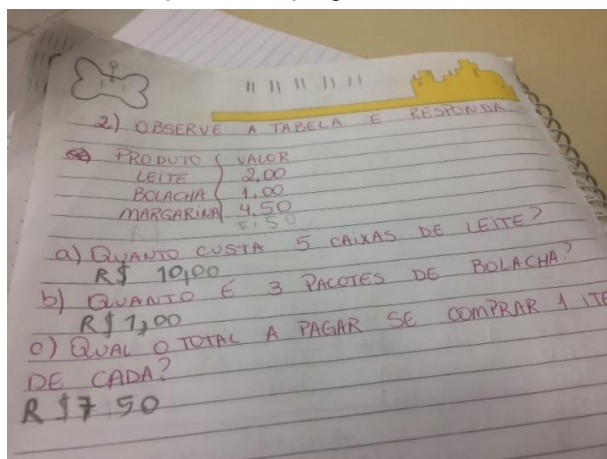 2) OBSERVE A TABELA E RESPONDA
PRODUTO VALOR
LEITE 2,00
BOLACHA 1,00
MARGARINA 4,50
a) QUANTO CUSTA 5 CAIXAS DE LEITE?
R$ 10,00
b) QUANTO É 3 PACOTES DE BOLACHA?
R$ 1,00
c) QUAL O TOTAL A PAGAR SE COMPRAR 1 ITE
DE CADA?
R $7 50